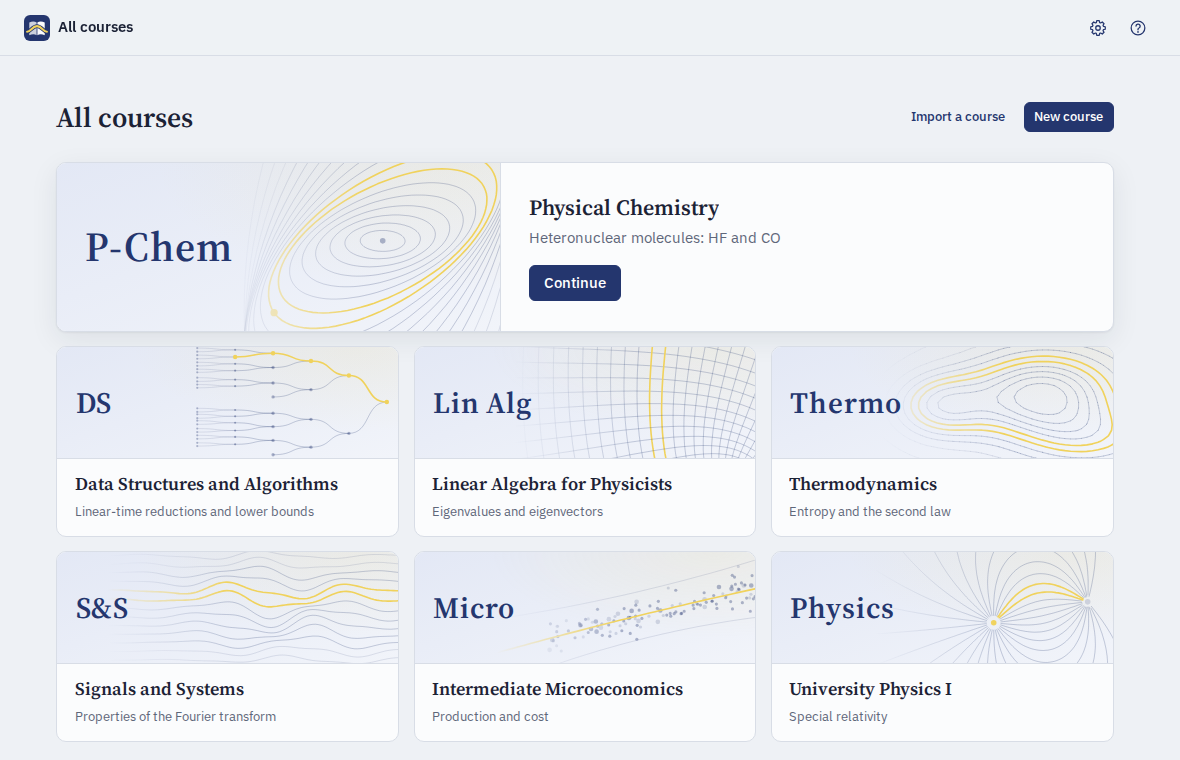 All courses
All courses
Import a course
New course
P-Chem
Physical Chemistry
Heteronuclear molecules: HF and CO
Continue
DS
Data Structures and Algorithms
Linear-time reductions and lower bounds
Lin Alg
Linear Algebra for Physicists
Eigenvalues and eigenvectors
Thermo
Thermodynamics
Entropy and the second law
S&S
Signals and Systems
Properties of the Fourier transform
Micro
Intermediate Microeconomics
Production and cost
Physics
University Physics I
Special relativity